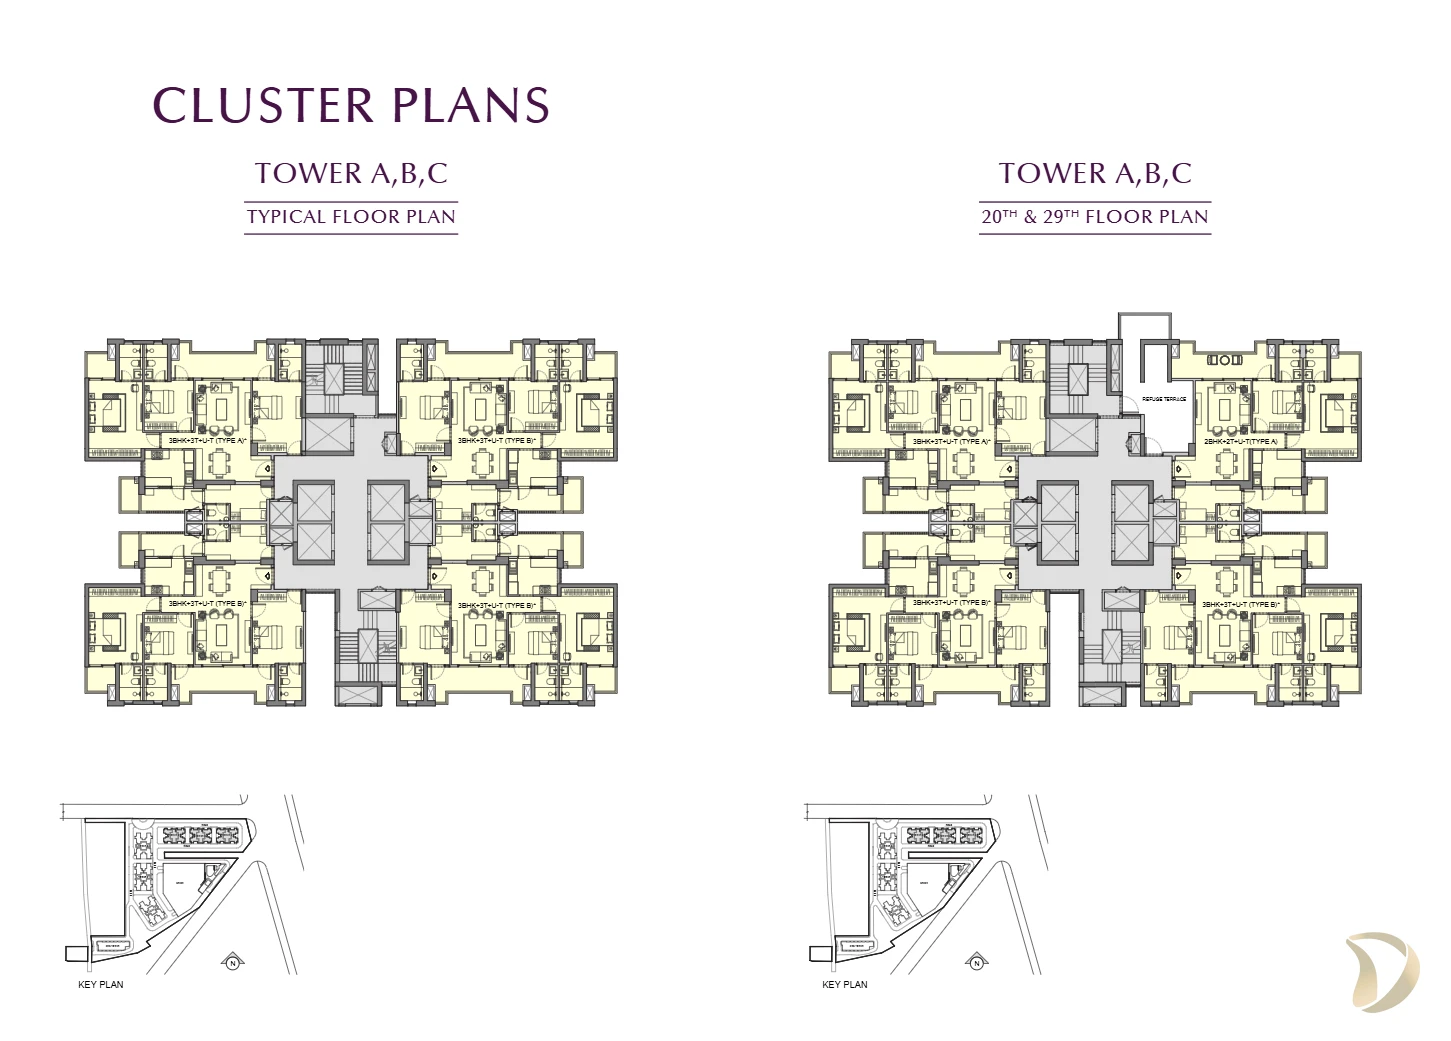 CLUSTER PLANS
TOWER A,B,C
TYPICAL FLOOR PLAN
3BHK+3T+U-T (TYPE A)*
3BHK+3T+U-T (TYPE B)*
3BHK+3T+U-T (TYPE B)*
3BHK+3T+U-T (TYPE B)*
N
KEY PLAN
TOWER A,B,C
20TH & 29TH FLOOR PLAN
REFUGE TERRACE
3BHK+3T+U-T (TYPE A)*
2BHK+2T+U-T(TYPE A)
3BHK+3T+U-T (TYPE B)*
3BHK+3T+U-T (TYPE B)*
N
KEY PLAN